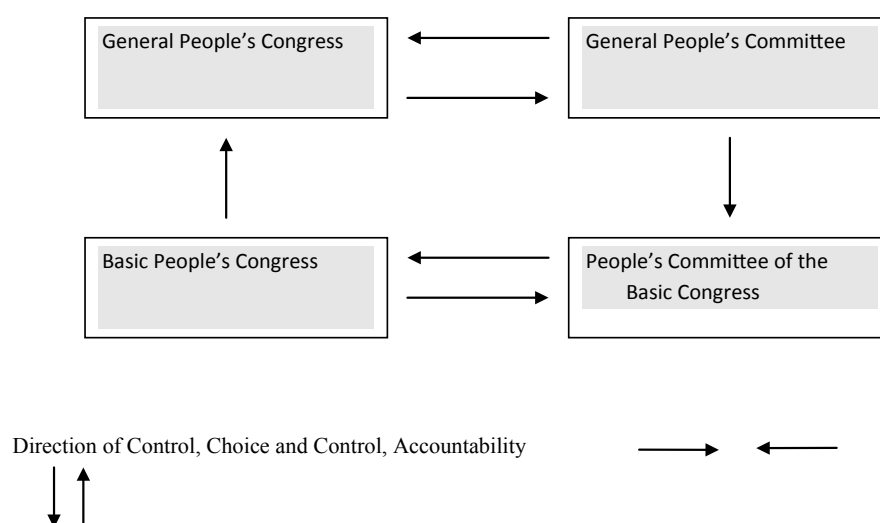 General People’s Congress
General People’s Committee
Basic People’s Congress
People’s Committee of the
Basic Congress
Direction of Control, Choice and Control, Accountability